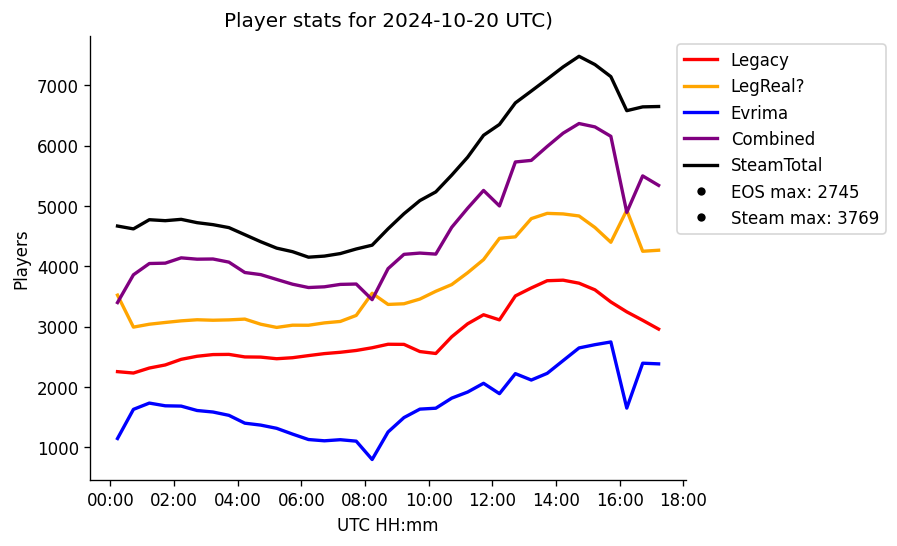 Player stats for 2024-10-20 UTC)
Legacy
LegReal?
Evrima
Combined
SteamTotal
EOS max: 2745
Steam max: 3769
Players
7000
6000
5000
4000
3000
2000
1000
00:00 02:00 04:00 06:00 08:00 10:00 12:00 14:00 16:00 18:00
UTC HH:mm